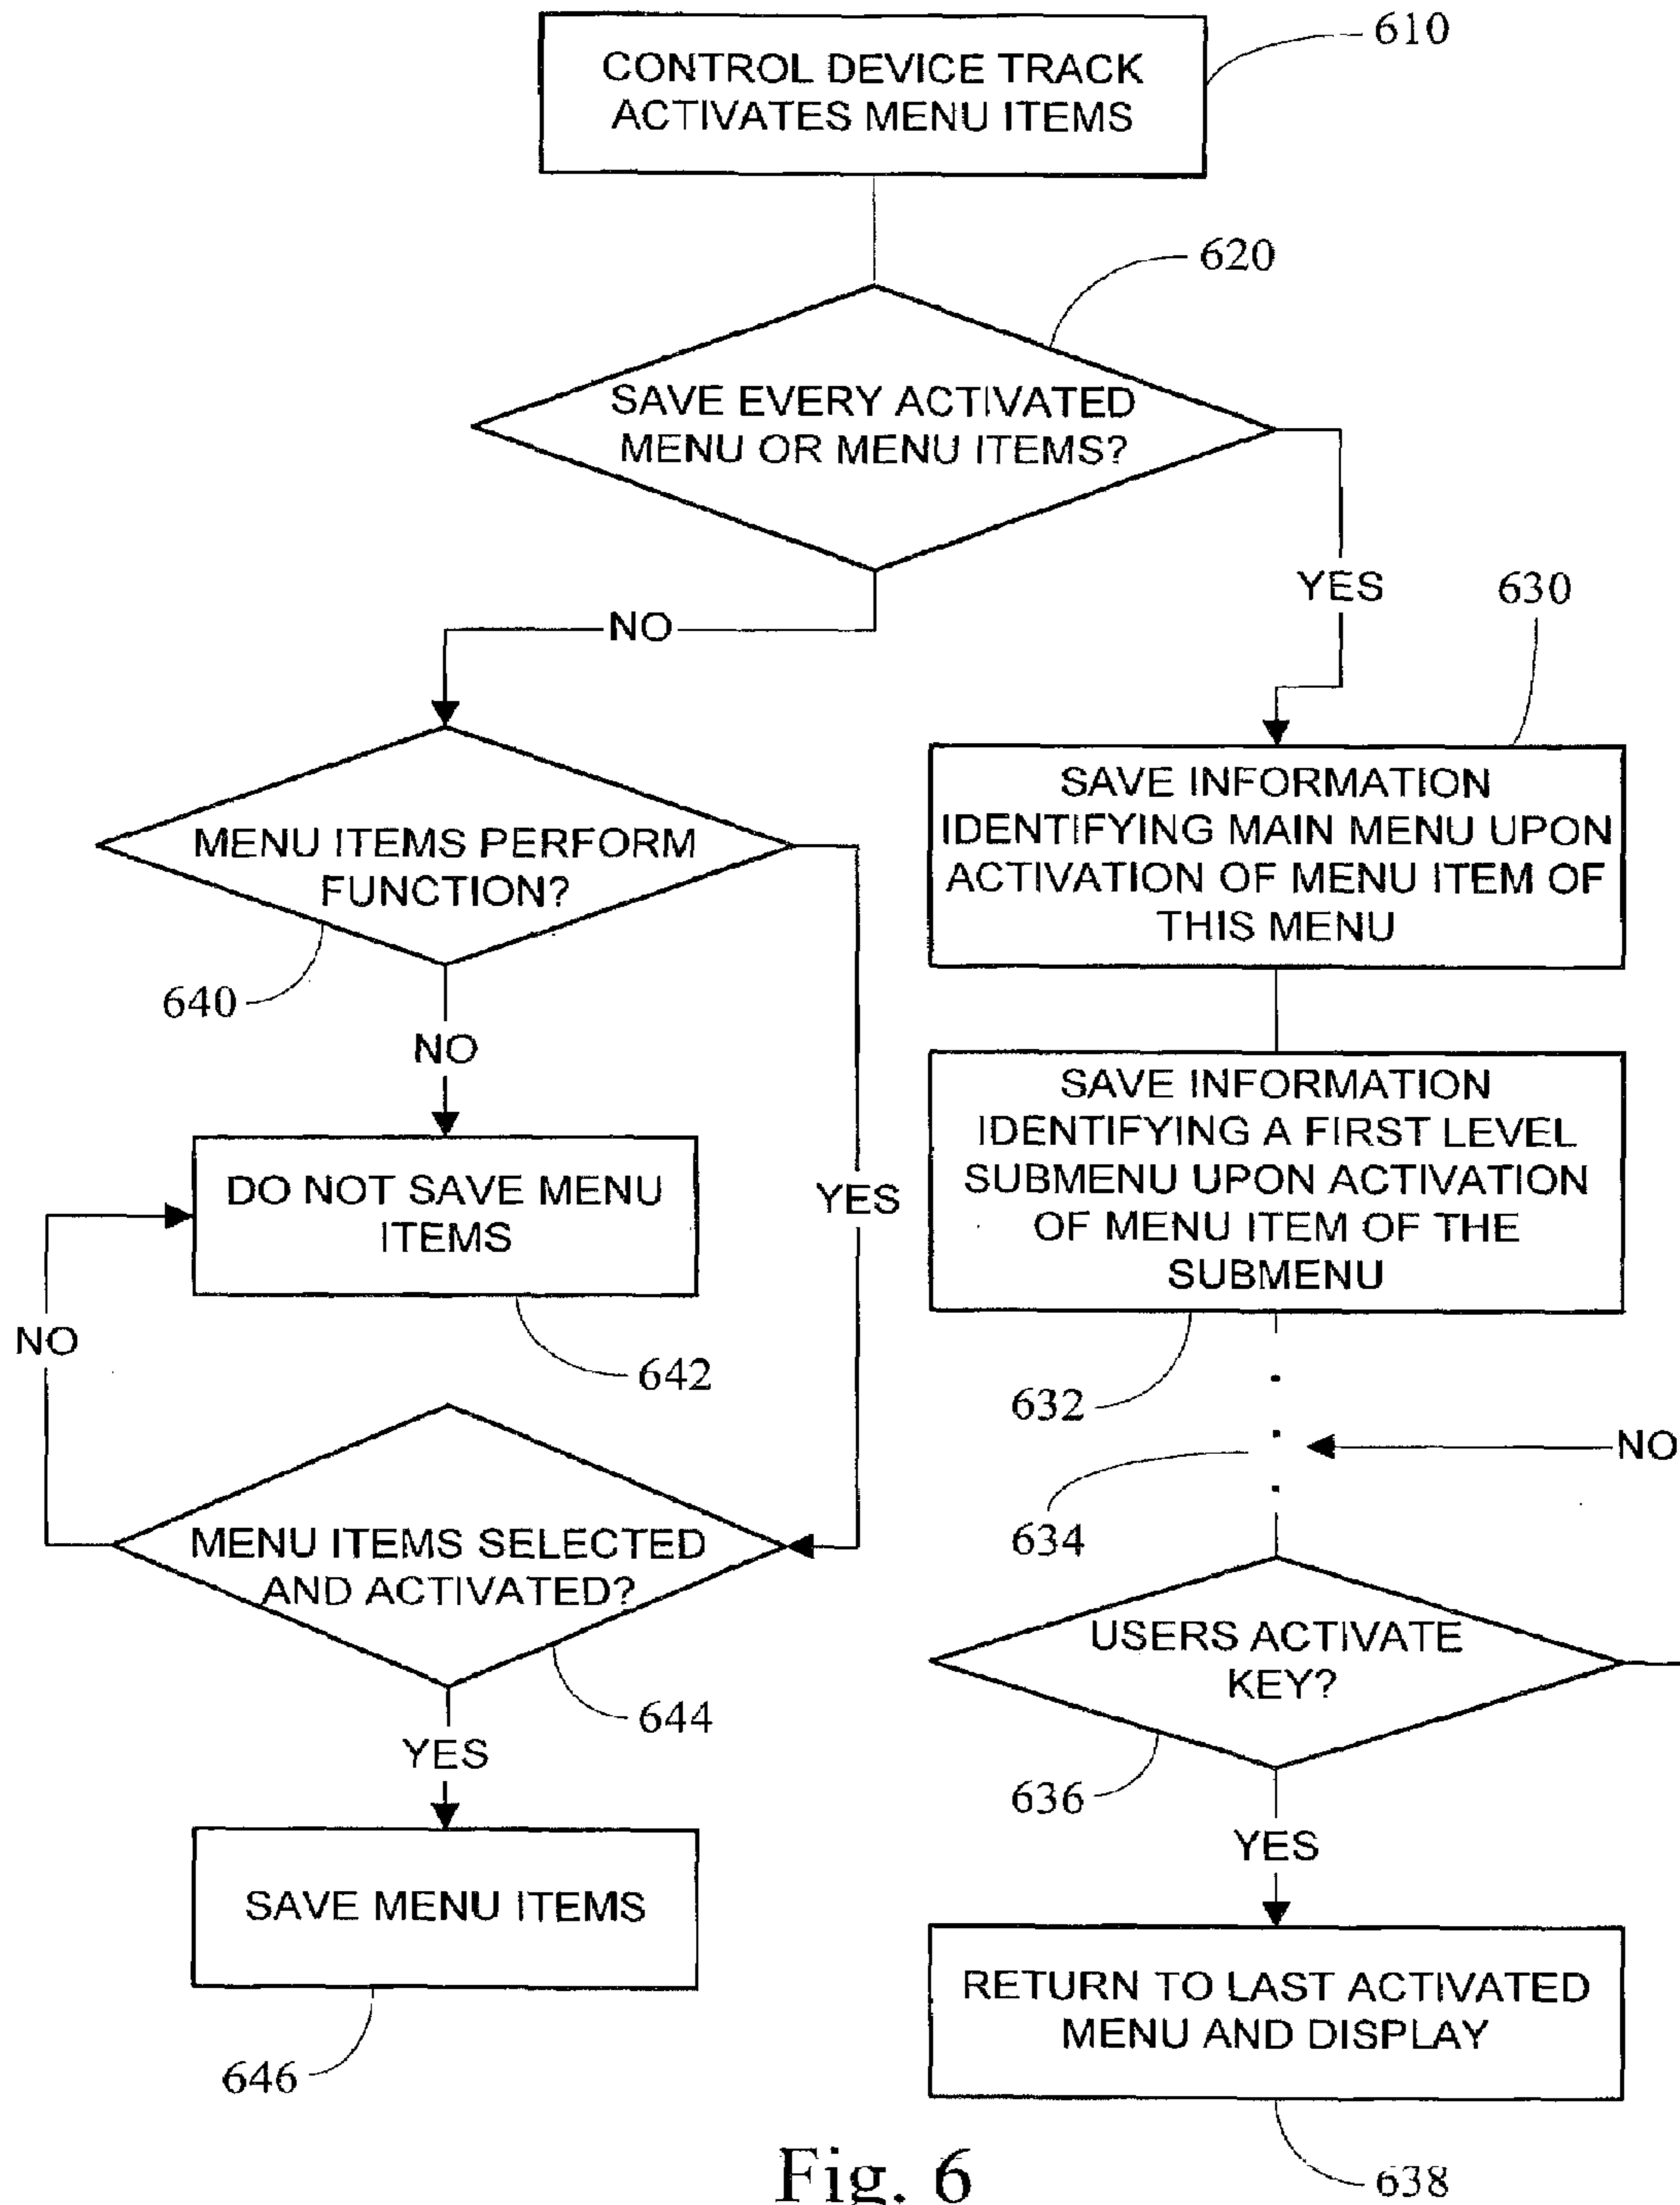 610
CONTROL DEVICE TRACK
ACTIVATES MENU ITEMS
620
SAVE EVERY ACTIVATED
MENU OR MENU ITEMS?
YES
NO
630
SAVE INFORMATION
IDENTIFYING MAIN MENU UPON
ACTIVATION OF MENU ITEM OF
THIS MENU
MENU ITEMS PERFORM
FUNCTION?
640
NO
SAVE INFORMATION
IDENTIFYING A FIRST LEVEL
SUBMENU UPON ACTIVATION
OF MENU ITEM OF THE
SUBMENU
DO NOT SAVE MENU
ITEMS
YES
NO
642
632
NO
634
MENU ITEMS SELECTED
AND ACTIVATED?
644
USERS ACTIVATE
KEY?
636
YES
YES
SAVE MENU ITEMS
646
RETURN TO LAST ACTIVATED
MENU AND DISPLAY
638
Fig. 6